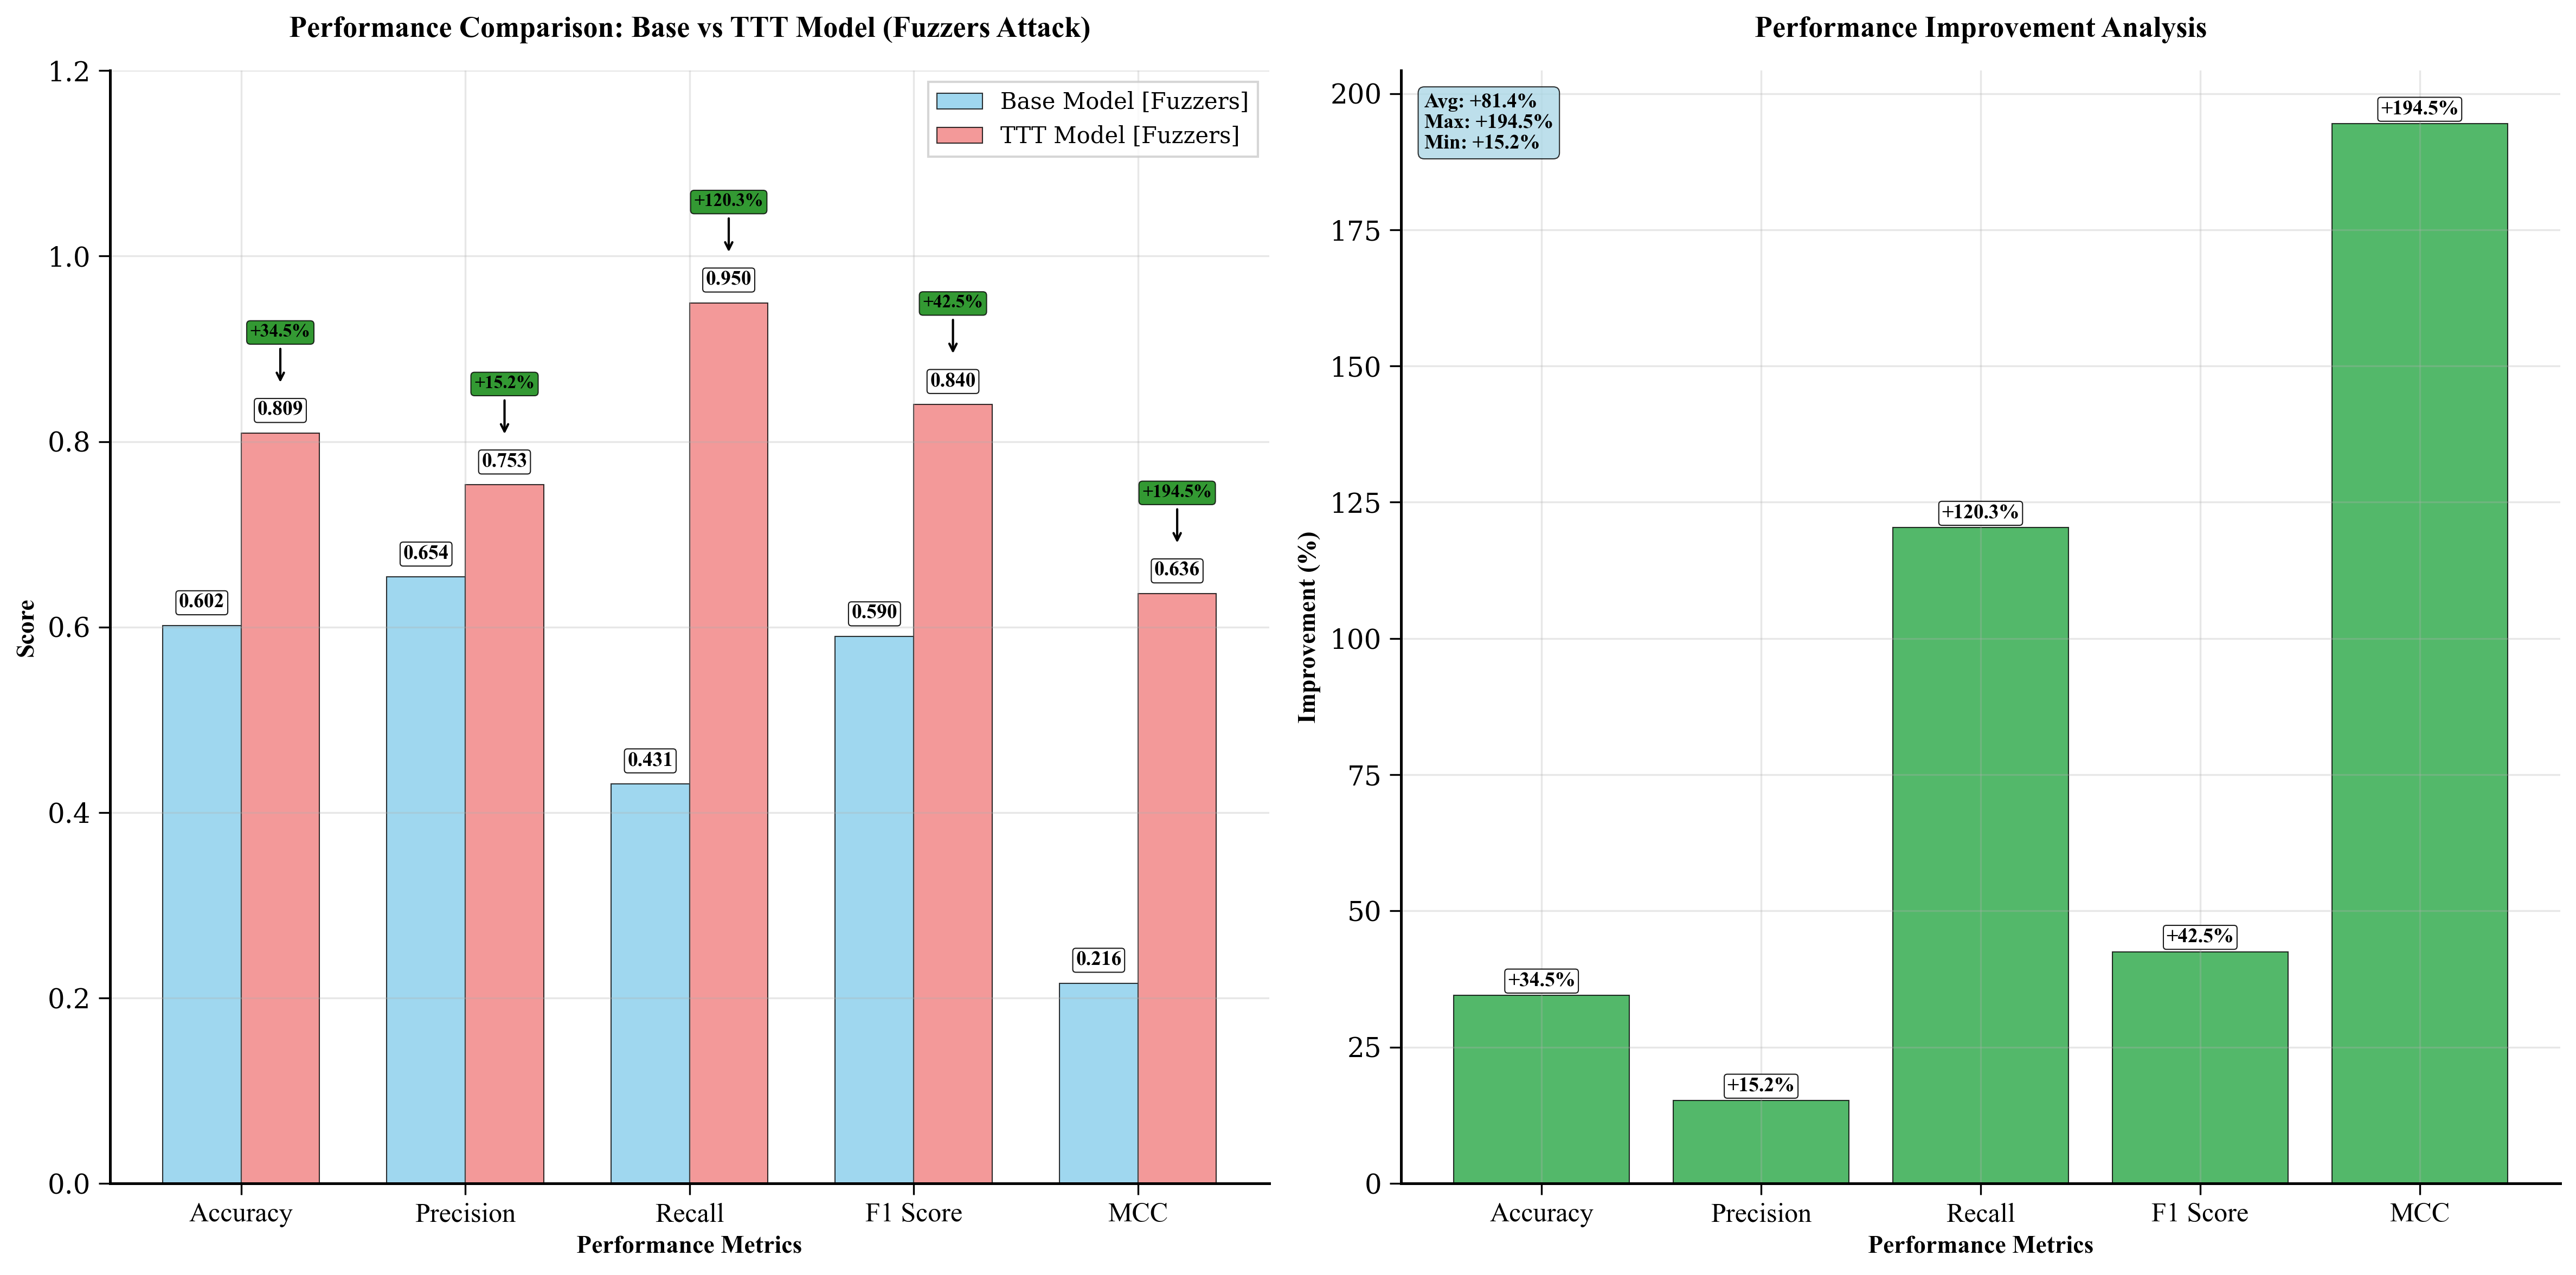 Performance Comparison: Base vs TTT Model (Fuzzers Attack)
Base Model [Fuzzers]
TTT Model [Fuzzers]
Score
1.2
1.0
0.8
0.6
0.4
0.2
0.0
0.602
0.809
+34.5%
0.654
0.753
+15.2%
0.431
0.950
+120.3%
0.590
0.840
+42.5%
0.216
0.636
+194.5%
Accuracy
Precision
Recall
F1 Score
MCC
Performance Metrics
Performance Improvement Analysis
Avg: +81.4%
Max: +194.5%
Min: +15.2%
Improvement (%)
200
175
150
125
100
75
50
25
0
+34.5%
+15.2%
+120.3%
+42.5%
+194.5%
Accuracy
Precision
Recall
F1 Score
MCC
Performance Metrics